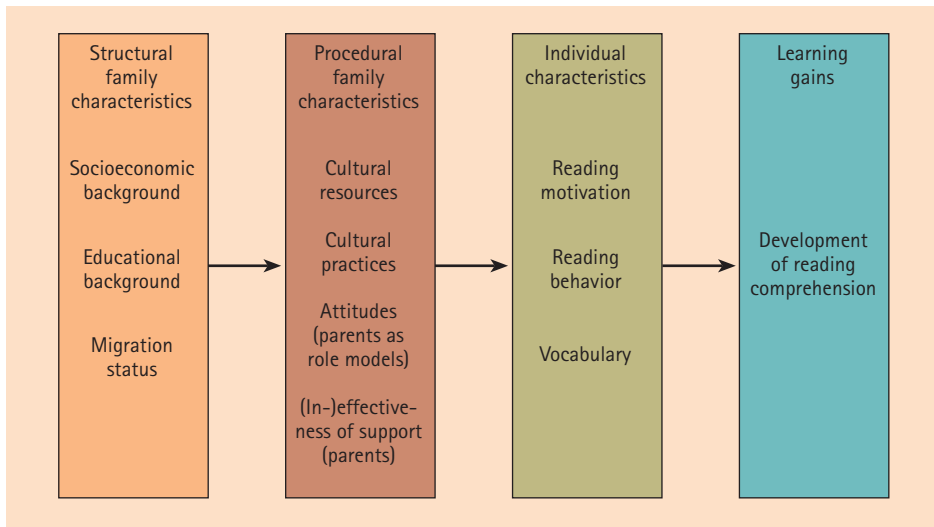 Structural
family
characteristics
Socioeconomic
background
Educational
background
Migration
status
Procedural
family
characteristics
Cultural
resources
Cultural
practices
Attitudes
(parents as
role models)
(In-)effective-
ness of support
(parents)
Individual
characteristics
Reading
motivation
Reading
behavior
Vocabulary
Learning
gains
Development
of reading
comprehension